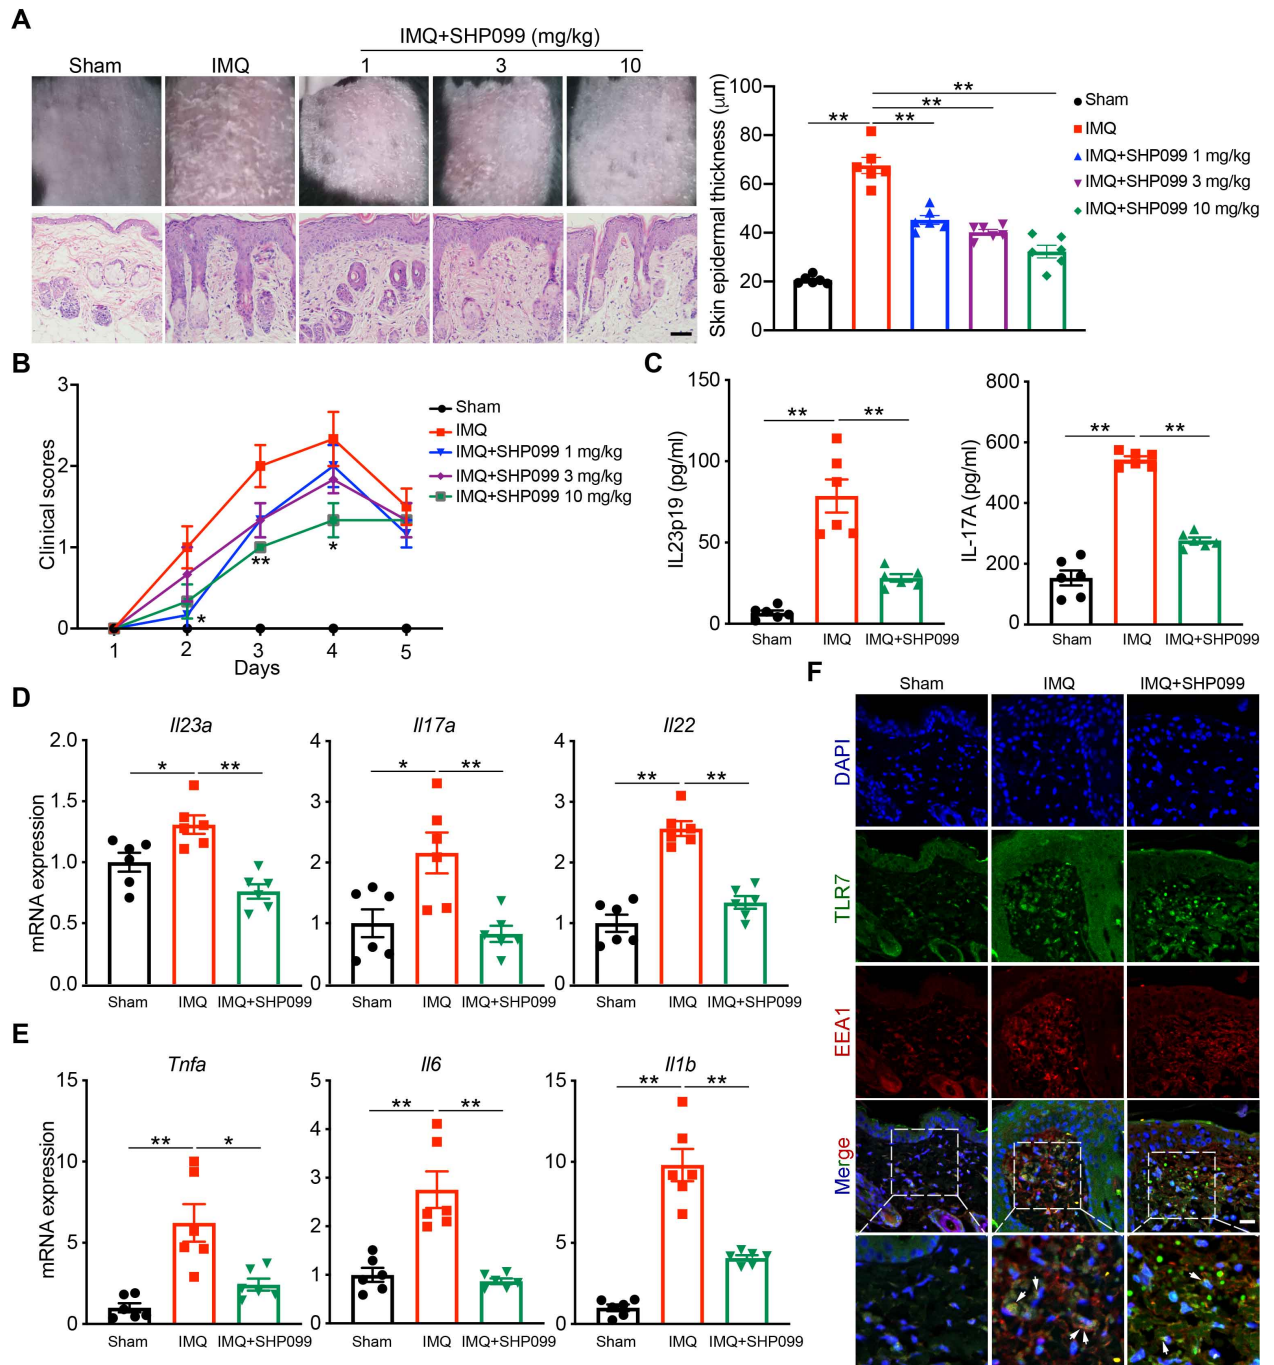 A
IMQ+SHP099 (mg/kg)
Sham IMQ 1 3 10
Skin epidermal thickness (μm)
100
80
60
40
20
0
** ** ** **
Sham
IMQ
IMQ+SHP099 1 mg/kg
IMQ+SHP099 3 mg/kg
IMQ+SHP099 10 mg/kg
B
Clinical scores
3
2
1
0
1 2 3 4 5
Days
* ** *
Sham
IMQ
IMQ+SHP099 1 mg/kg
IMQ+SHP099 3 mg/kg
IMQ+SHP099 10 mg/kg
C
IL23p19 (pg/ml)
150
100
50
0
** **
Sham IMQ IMQ+SHP099
IL-17A (pg/ml)
800
600
400
200
0
** **
Sham IMQ IMQ+SHP099
D
mRNA expression
Il23a
2.0
1.5
1.0
0.5
0.0
* **
Sham IMQ IMQ+SHP099
Il17a
4
3
2
1
0
* **
Sham IMQ IMQ+SHP099
Il22
4
3
2
1
0
** **
Sham IMQ IMQ+SHP099
E
mRNA expression
Tnfa
15
10
5
0
** *
Sham IMQ IMQ+SHP099
Il6
5
4
3
2
1
0
** **
Sham IMQ IMQ+SHP099
Il1b
15
10
5
0
** **
Sham IMQ IMQ+SHP099
F
Sham IMQ IMQ+SHP099
DAPI
TLR7
EEA1
Merge